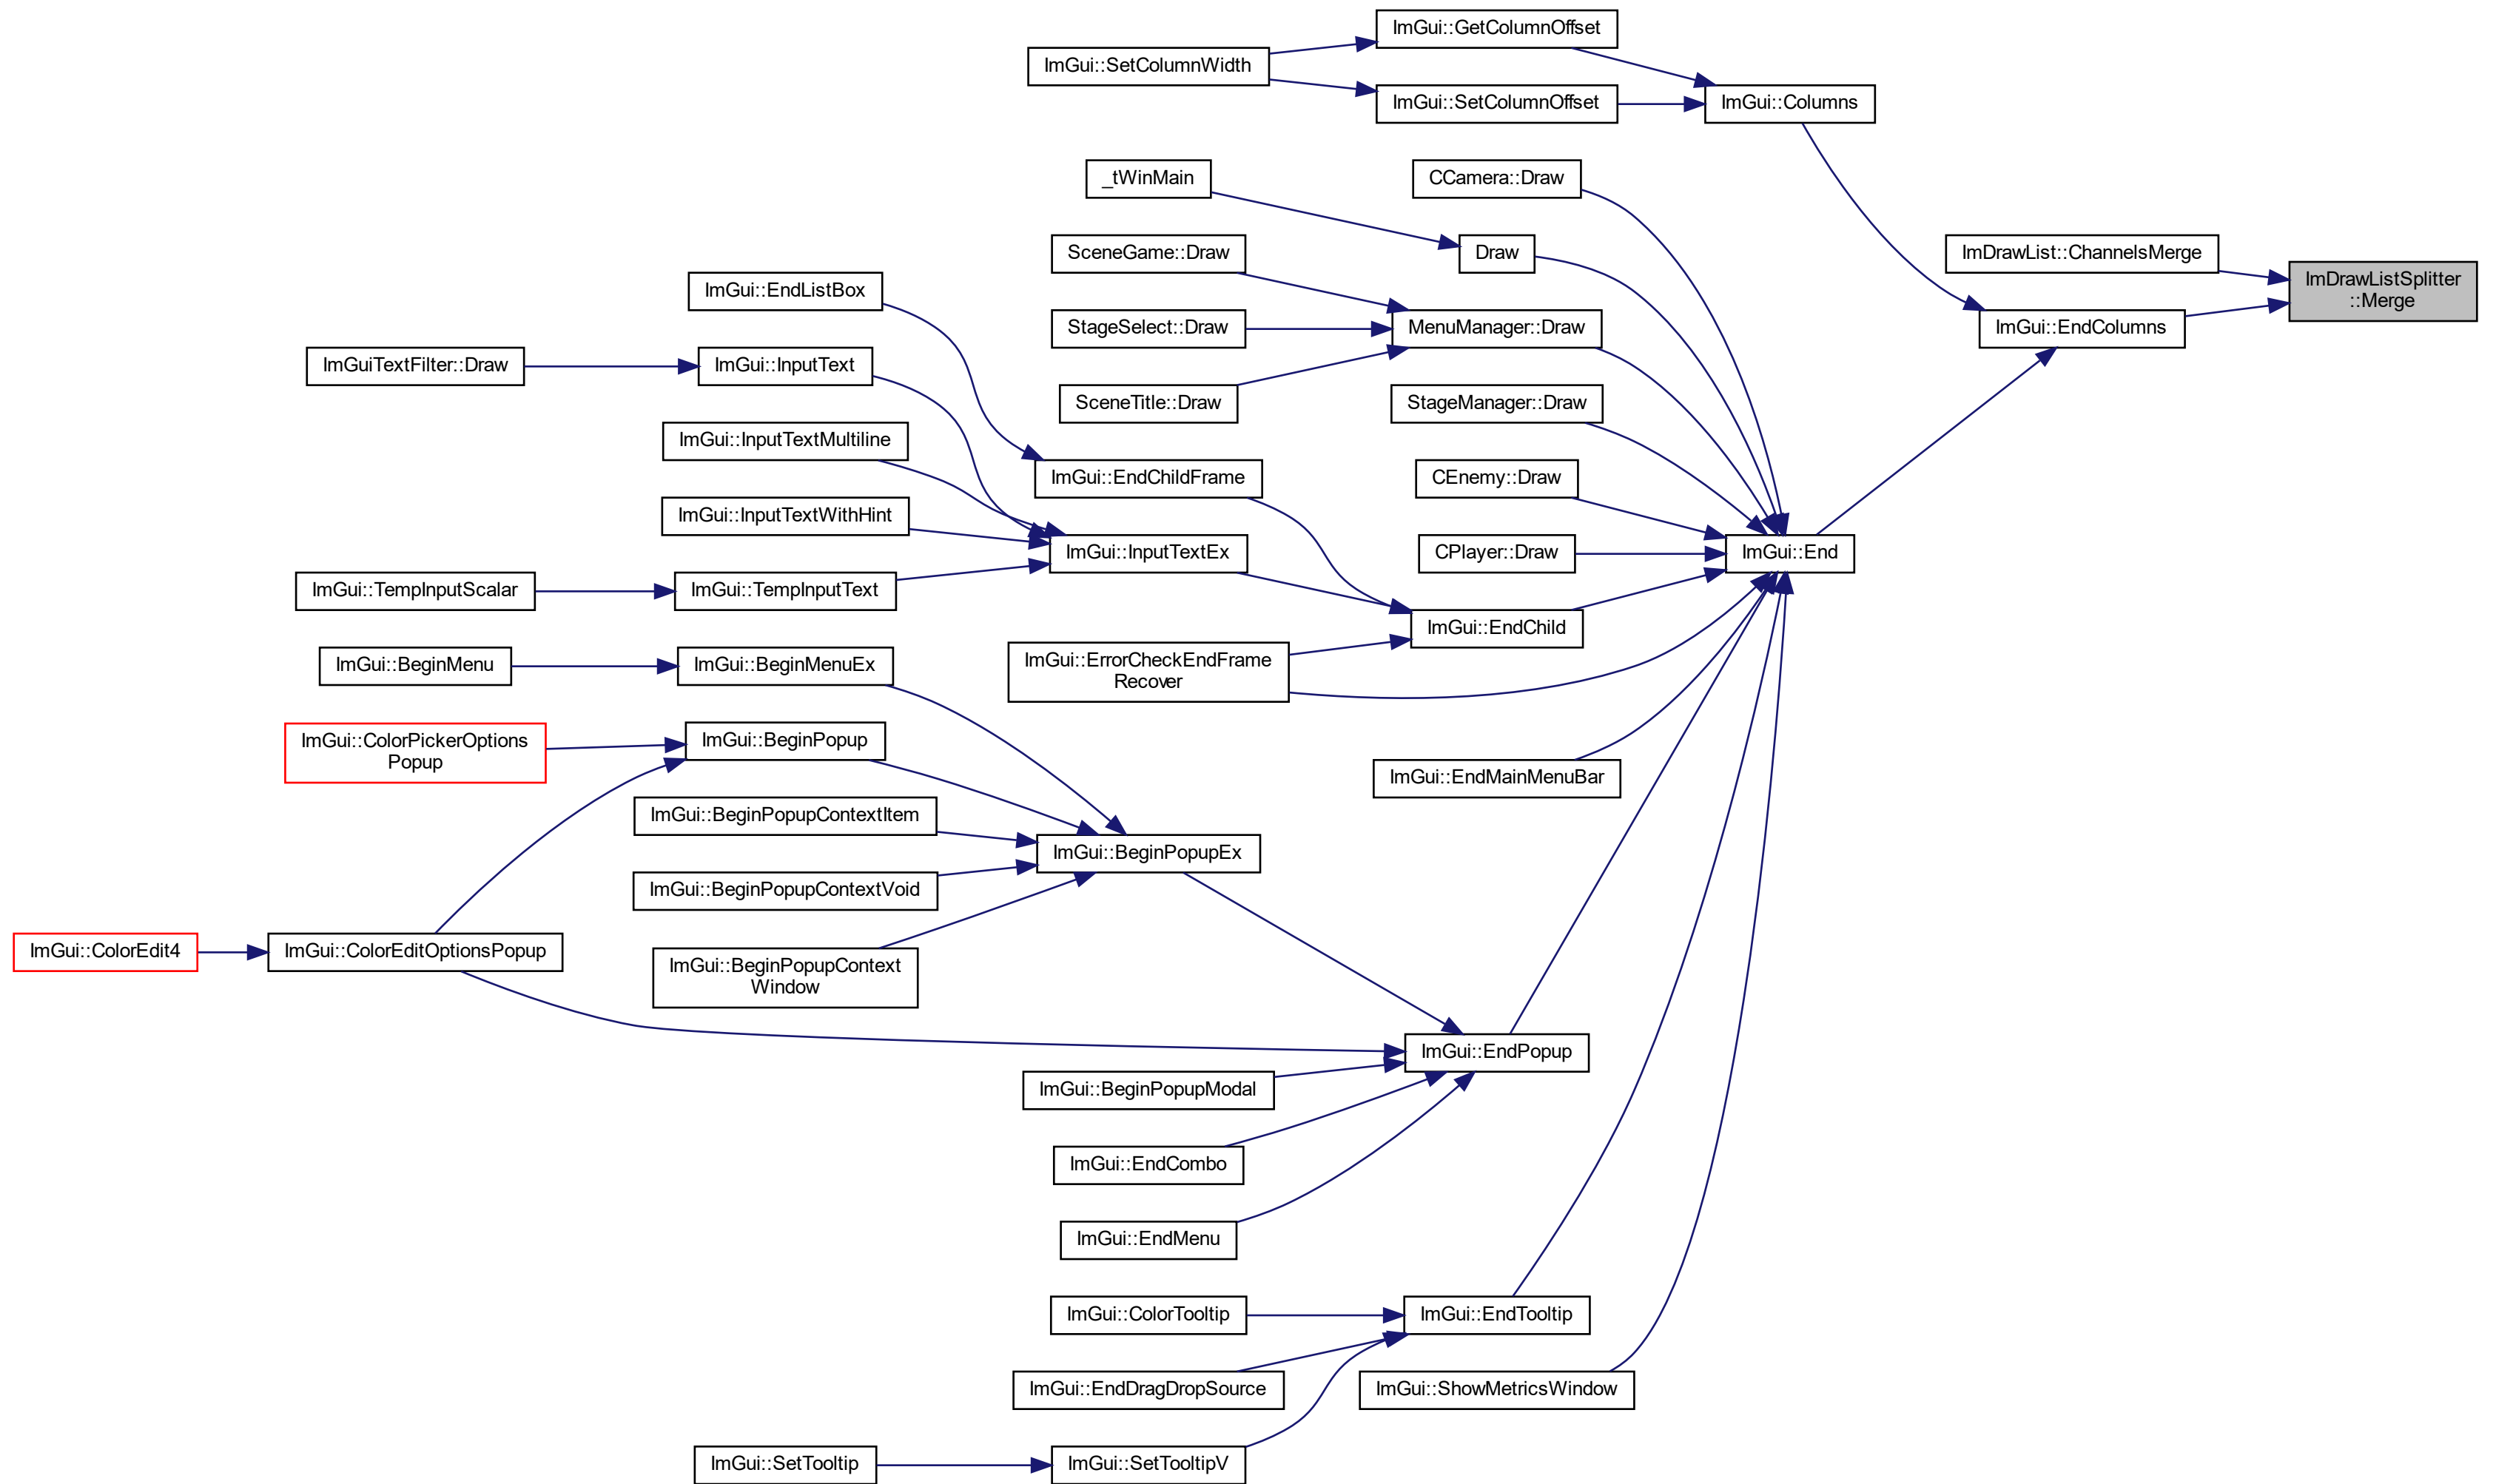 ImGui::GetColumnOffset
ImGui::SetColumnWidth
ImGui::SetColumnOffset
ImGui::Columns
_tWinMain
CCamera::Draw
SceneGame::Draw
Draw
ImDrawList::ChannelsMerge
ImDrawListSplitter
::Merge
ImGui::EndListBox
StageSelect::Draw
MenuManager::Draw
ImGui::EndColumns
ImGuiTextFilter::Draw
ImGui::InputText
SceneTitle::Draw
StageManager::Draw
ImGui::InputTextMultiline
ImGui::EndChildFrame
CEnemy::Draw
ImGui::InputTextWithHint
ImGui::InputTextEx
CPlayer::Draw
ImGui::End
ImGui::TempInputScalar
ImGui::TempInputText
ImGui::EndChild
ImGui::BeginMenu
ImGui::BeginMenuEx
ImGui::ErrorCheckEndFrame
Recover
ImGui::ColorPickerOptions
Popup
ImGui::BeginPopup
ImGui::EndMainMenuBar
ImGui::BeginPopupContextItem
ImGui::BeginPopupEx
ImGui::BeginPopupContextVoid
ImGui::ColorEdit4
ImGui::ColorEditOptionsPopup
ImGui::BeginPopupContext
Window
ImGui::EndPopup
ImGui::BeginPopupModal
ImGui::EndCombo
ImGui::EndMenu
ImGui::ColorTooltip
ImGui::EndTooltip
ImGui::EndDragDropSource
ImGui::ShowMetricsWindow
ImGui::SetTooltip
ImGui::SetTooltipV